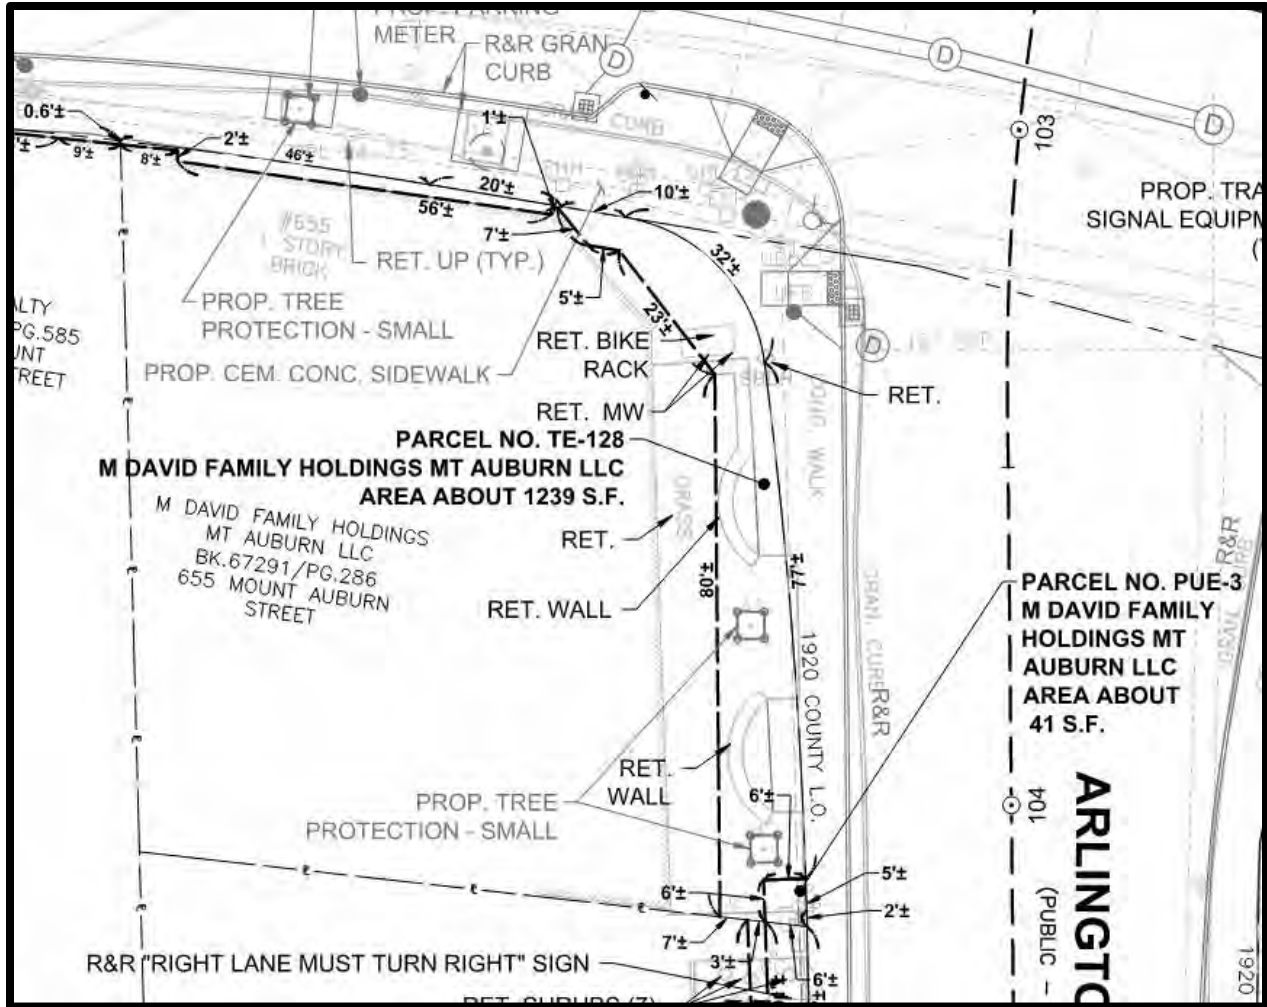 METER
R&R GRAN
CURB
D
D
D
103
0.6'±
9'±
8'±
2'±
46'±
1'±
20'±
56'±
10'±
7'±
32'±
5'±
23'±
PROP. TRA
SIGNAL EQUIPM
#655
1 STORY
BRICK
RET. UP (TYP.)
PROP. TREE
PROTECTION - SMALL
ALTY
PG.585
UNT
TREET
RET. BIKE
RACK
PROP. CEM. CONC. SIDEWALK
D
RET.
RET. MW
PARCEL NO. TE-128
M DAVID FAMILY HOLDINGS MT AUBURN LLC
AREA ABOUT 1239 S.F.
M DAVID FAMILY HOLDINGS
MT AUBURN LLC
BK.67291/PG.286
655 MOUNT AUBURN
STREET
GRASS
CONC. WALK
RET.
80'±
77'±
RET. WALL
R&R
GRAN. CURB
R&R
1920 COUNTY L.O.
PARCEL NO. PUE-3
M DAVID FAMILY
HOLDINGS MT
AUBURN LLC
AREA ABOUT
41 S.F.
RET.
WALL
6'±
PROP. TREE
PROTECTION - SMALL
104
ARLINGTO
(PUBLIC –
5'±
6'±
2'±
7'±
3'±
6'±
R&R "RIGHT LANE MUST TURN RIGHT" SIGN
1920
RET. SHRUBS (7)